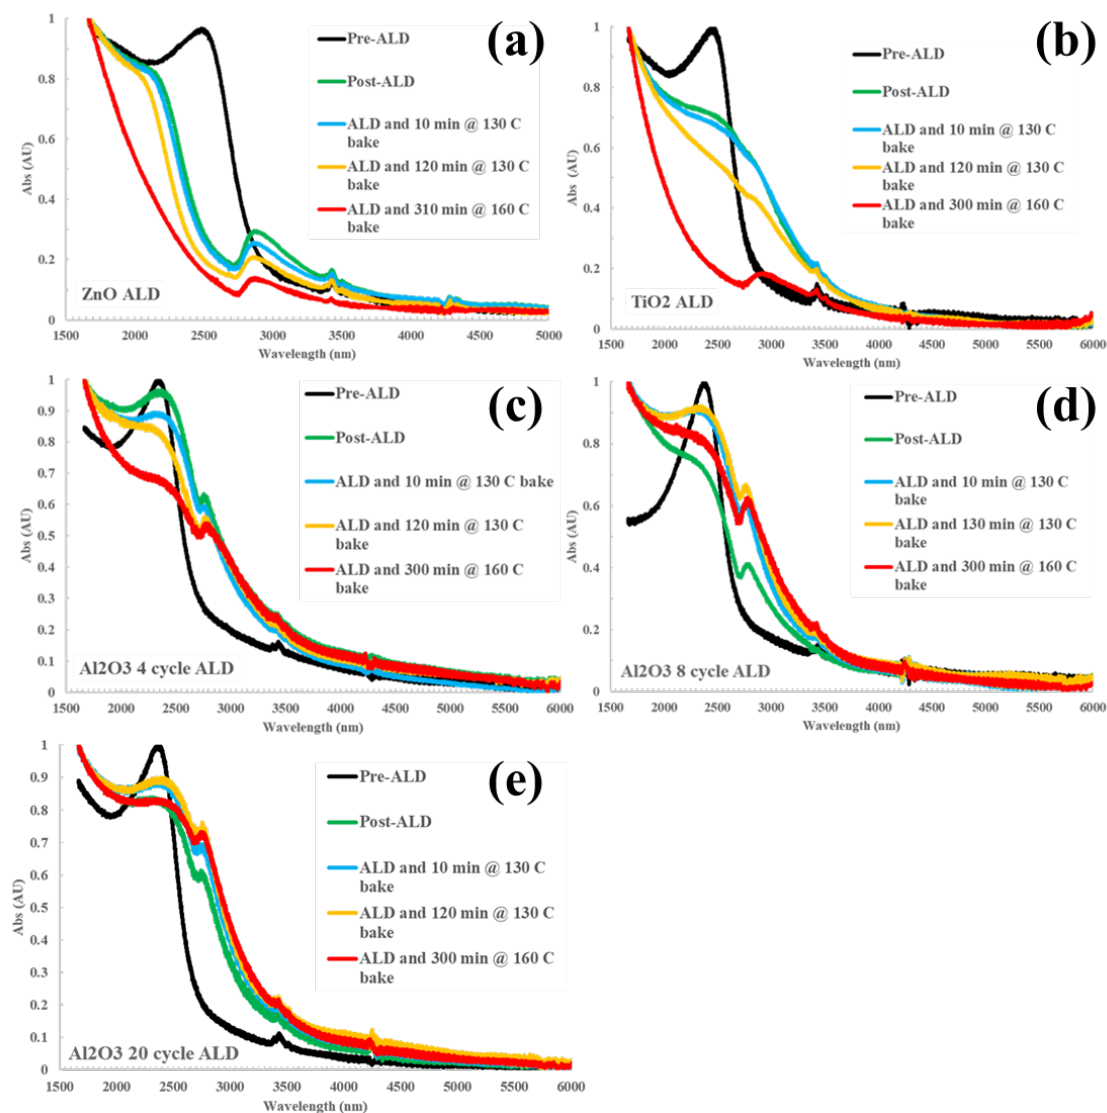 (a)
1
0.8
0.6
0.4
0.2
0
Abs (AU)
Pre-ALD
Post-ALD
ALD and 10 min @ 130 C
bake
ALD and 120 min @ 130 C
bake
ALD and 310 min @ 160 C
bake
ZnO ALD
1500 2000 2500 3000 3500 4000 4500 5000
Wavelength (nm)
(b)
1
0.8
0.6
0.4
0.2
0
Abs (AU)
Pre-ALD
Post-ALD
ALD and 10 min @ 130 C
bake
ALD and 120 min @ 130 C
bake
ALD and 300 min @ 160 C
bake
TiO2 ALD
1500 2000 2500 3000 3500 4000 4500 5000 5500 6000
Wavelength (nm)
(c)
1
0.9
0.8
0.7
0.6
0.5
0.4
0.3
0.2
0.1
0
Abs (AU)
Pre-ALD
Post-ALD
ALD and 10 min @ 130 C bake
ALD and 120 min @ 130 C
bake
ALD and 300 min @ 160 C
bake
Al2O3 4 cycle ALD
1500 2000 2500 3000 3500 4000 4500 5000 5500 6000
Wavelength (nm)
(d)
1
0.8
0.6
0.4
0.2
0
Abs (AU)
Pre-ALD
Post-ALD
ALD and 10 min @ 130 C
bake
ALD and 130 min @ 130 C
bake
ALD and 300 min @ 160 C
bake
Al2O3 8 cycle ALD
1500 2000 2500 3000 3500 4000 4500 5000 5500 6000
Wavelength (nm)
(e)
1
0.9
0.8
0.7
0.6
0.5
0.4
0.3
0.2
0.1
0
Abs (AU)
Pre-ALD
Post-ALD
ALD and 10 min @ 130 C
bake
ALD and 120 min @ 130 C
bake
ALD and 300 min @ 160 C
bake
Al2O3 20 cycle ALD
1500 2000 2500 3000 3500 4000 4500 5000 5500 6000
Wavelength (nm)